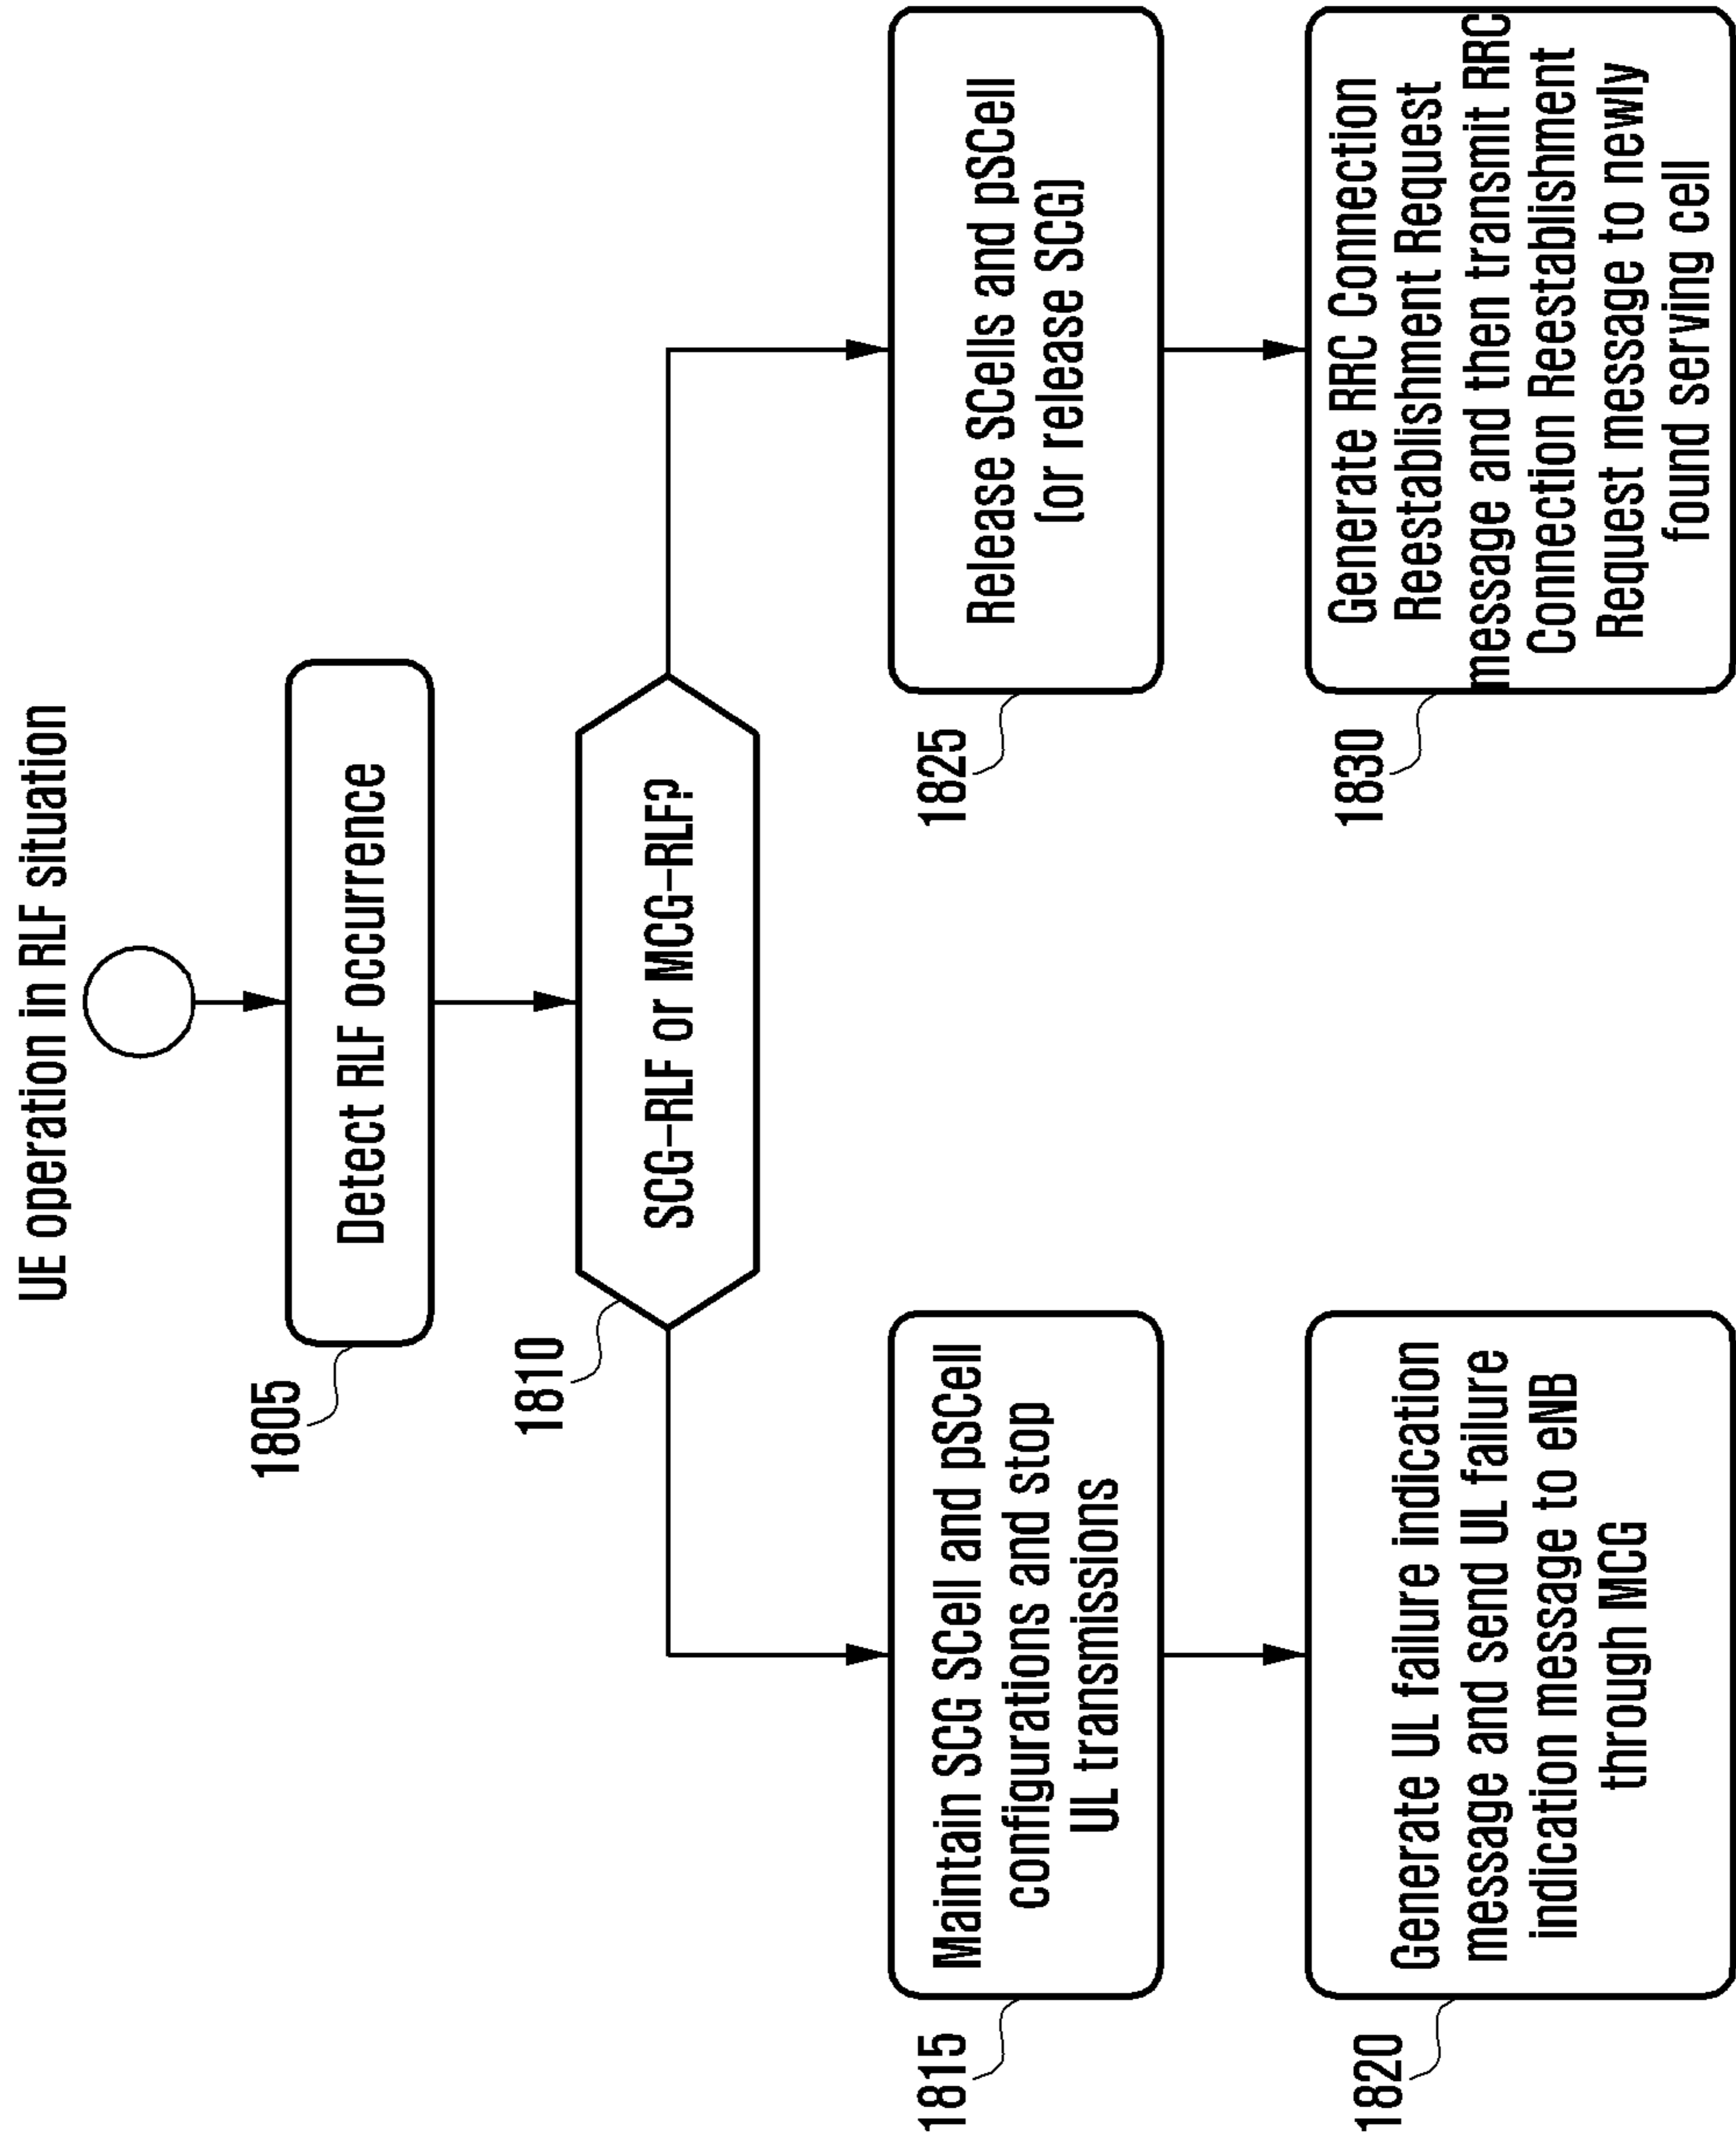 UE operation in RLF situation
1805
Detect RLF occurrence
1810
SCG-RLF or MCG-RLF?
1815
Maintain SCG SCell and pSCell
configurations and stop
UL transmissions
1820
Generate UL failure indication
message and send UL failure
indication message to eNB
through MCG
1825
Release SCells and pSCell
(or release SCG)
1830
Generate RRC Connection
Reestablishment Request
message and then transmit RRC
Connection Reestablishment
Request message to newly
found serving cell